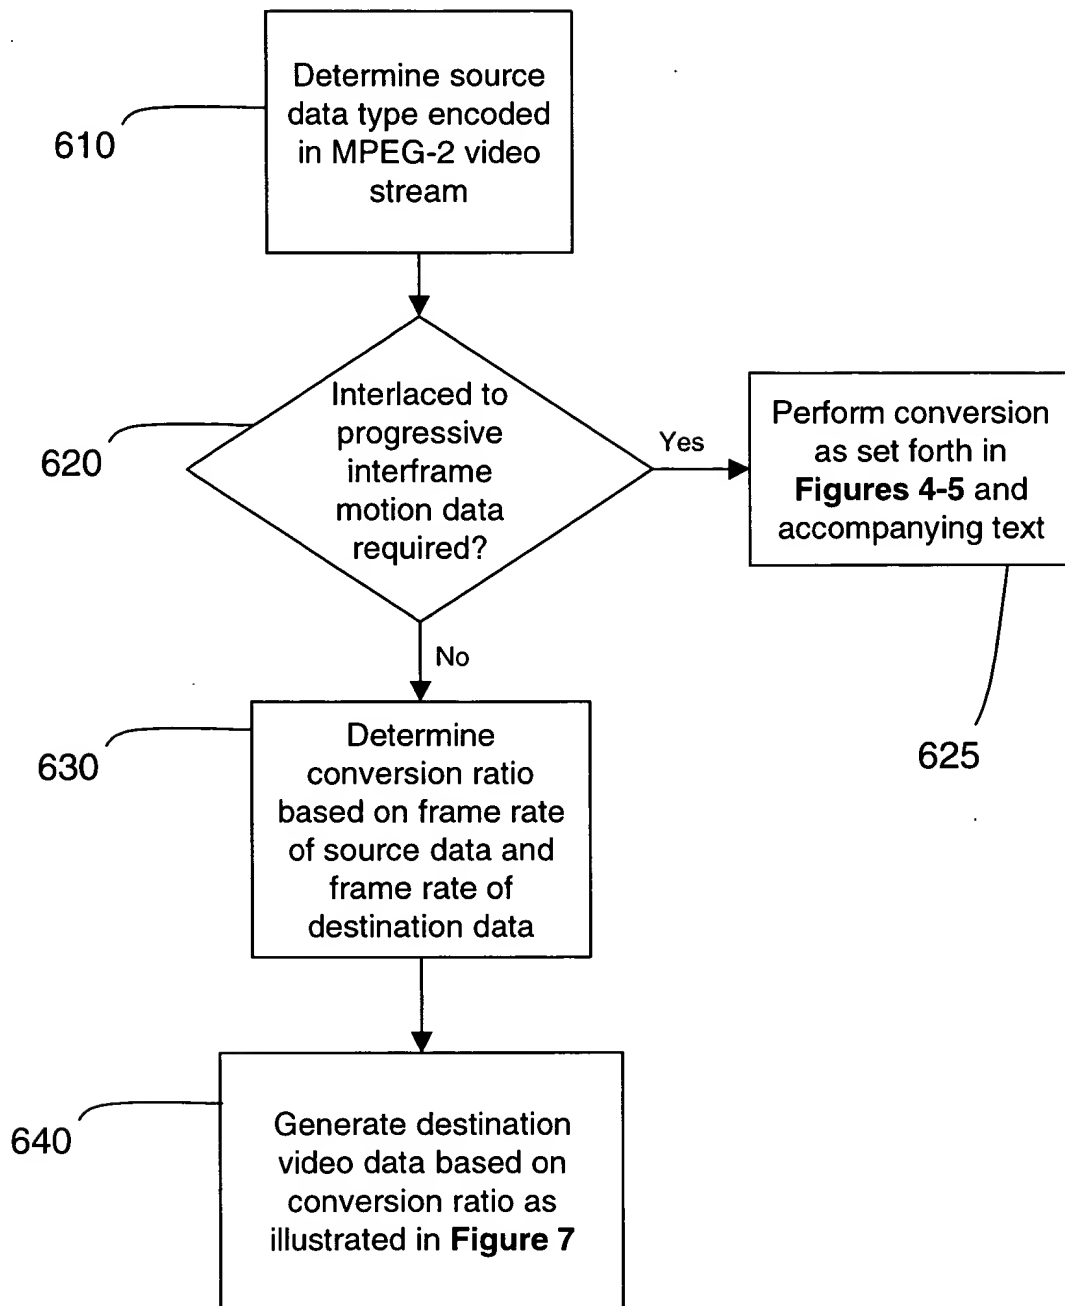 Determine source
data type encoded
in MPEG-2 video
stream
610
Interlaced to
progressive
interframe
motion data
required?
620
Yes
Perform conversion
as set forth in
Figures 4-5 and
accompanying text
625
No
Determine
conversion ratio
based on frame rate
of source data and
frame rate of
destination data
630
Generate destination
video data based on
conversion ratio as
illustrated in Figure 7
640